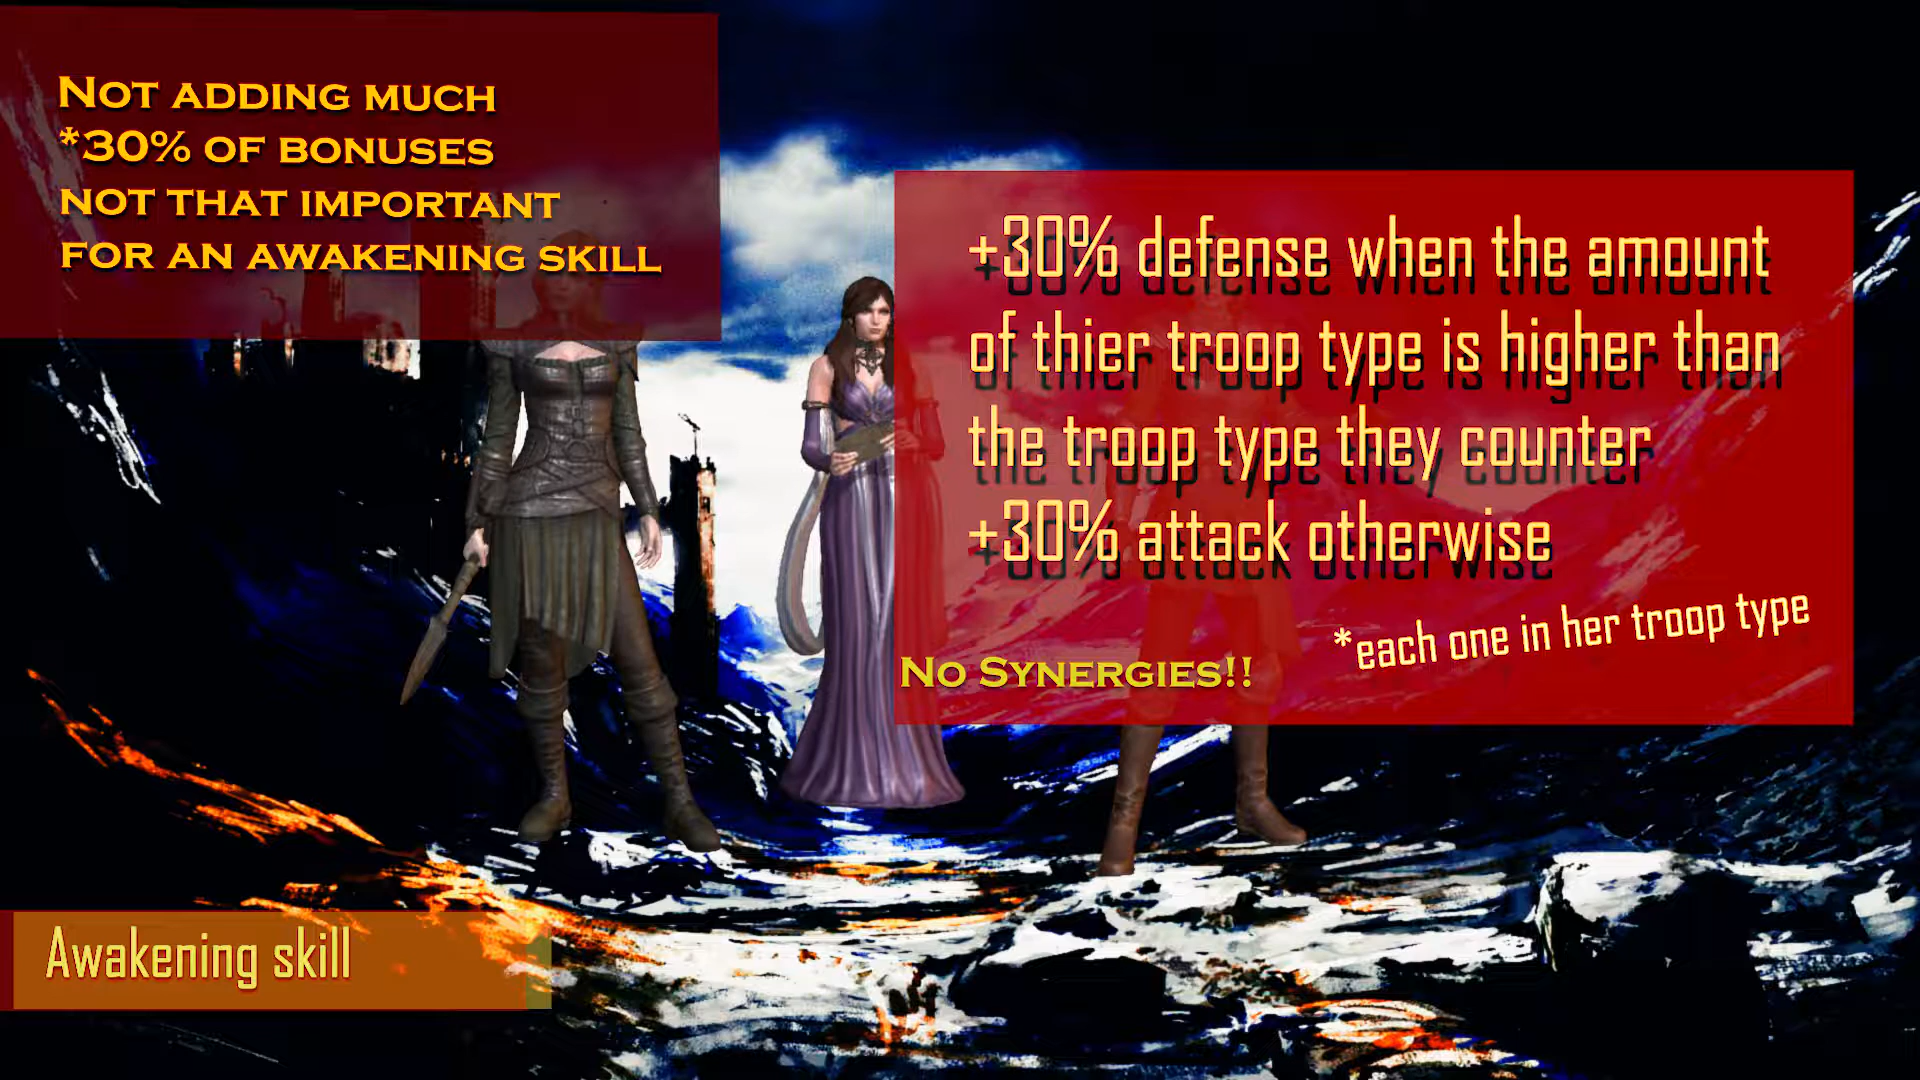 NOT ADDING MUCH
*30% OF BONUSES
NOT THAT IMPORTANT
FOR AN AWAKENING SKILL
+30% defense when the amount
of thier troop type is higher than
the troop type they counter
+30% attack otherwise
*each one in her troop type
NO SYNERGIES!!
Awakening skill